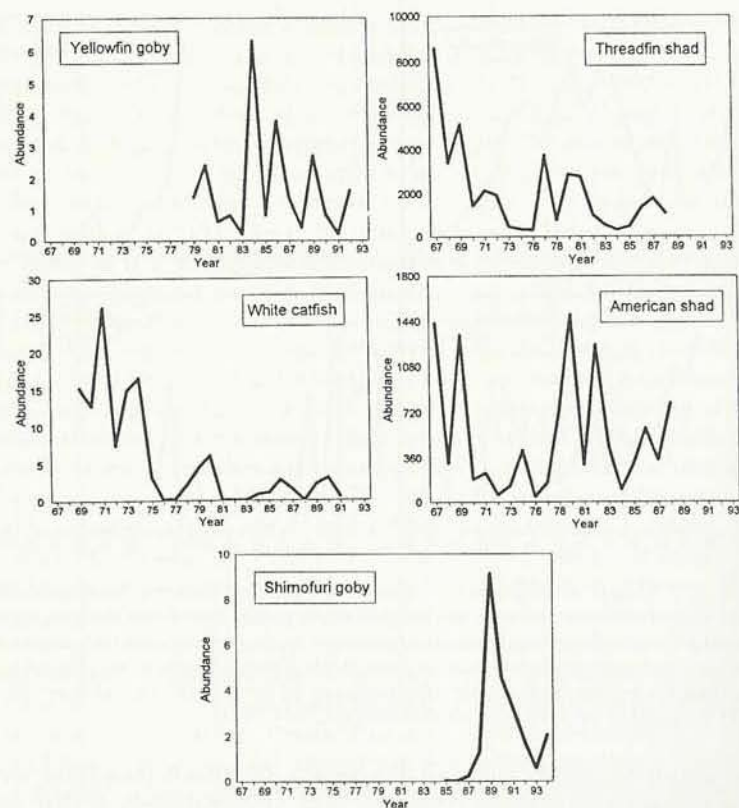 Yellowfin goby
Abundance
7
6
5
4
3
2
1
0
67 69 71 73 75 77 79 81 83 85 87 89 91 93
Year
Threadfin shad
Abundance
10000
8000
6000
4000
2000
0
67 69 71 73 75 77 79 81 83 85 87 89 91 93
Year
White catfish
Abundance
30
25
20
15
10
5
0
67 69 71 73 75 77 79 81 83 85 87 89 91 93
Year
American shad
Abundance
1800
1440
1080
720
360
0
67 69 71 73 75 77 79 81 83 85 87 89 91 93
Year
Shimofuri goby
Abundance
10
8
6
4
2
0
67 69 71 73 75 77 79 81 83 85 87 89 91 93
Year